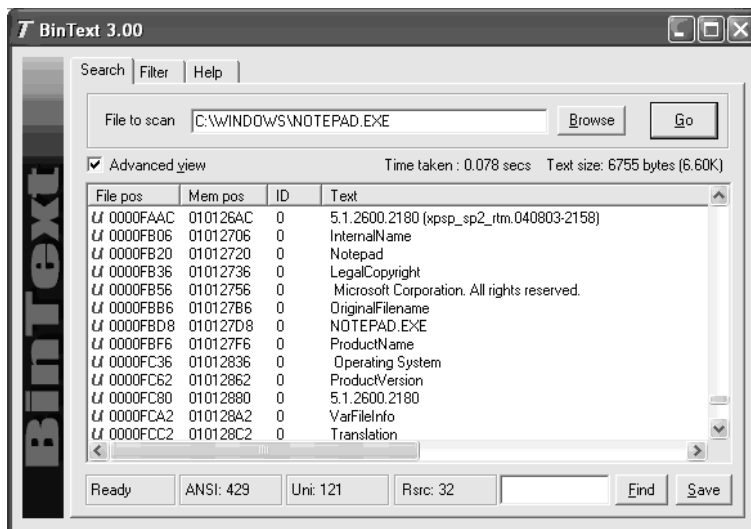 BinText 3.00
Search Filter Help
File to scan C:\WINDOWS\NOTEPAD.EXE Browse Go
Advanced view Time taken : 0.078 secs Text size: 6755 bytes (6.60K)
File pos Mem pos ID Text
U 0000FAAC 010126AC 0 5.1.2600.2180 (xpsp_sp2_rtm.040803-2158)
U 0000FB06 01012706 0 InternalName
U 0000FB20 01012720 0 Notepad
U 0000FB36 01012736 0 LegalCopyright
U 0000FB56 01012756 0 Microsoft Corporation. All rights reserved.
U 0000FBB6 010127B6 0 OriginalFilename
U 0000FBD8 010127D8 0 NOTEPAD.EXE
U 0000FBF6 010127F6 0 ProductName
U 0000FC36 01012836 0 Operating System
U 0000FC62 01012862 0 ProductVersion
U 0000FC80 01012880 0 5.1.2600.2180
U 0000FCA2 010128A2 0 VarFileInfo
U 0000FCC2 010128C2 0 Translation
Ready ANSI: 429 Uni: 121 Rsrc: 32 Find Save
BinText